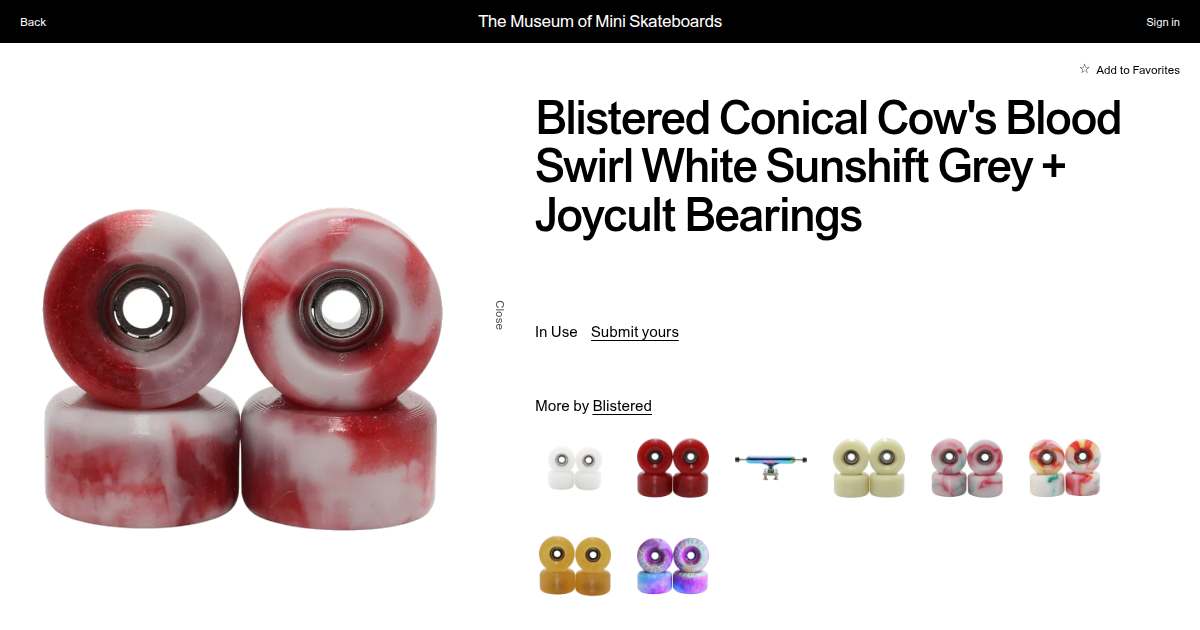 Back
The Museum of Mini Skateboards
Sign in
☆ Add to Favorites
Blistered Conical Cow's Blood
Swirl White Sunshift Grey +
Joycult Bearings
Close
In Use Submit yours
More by Blistered